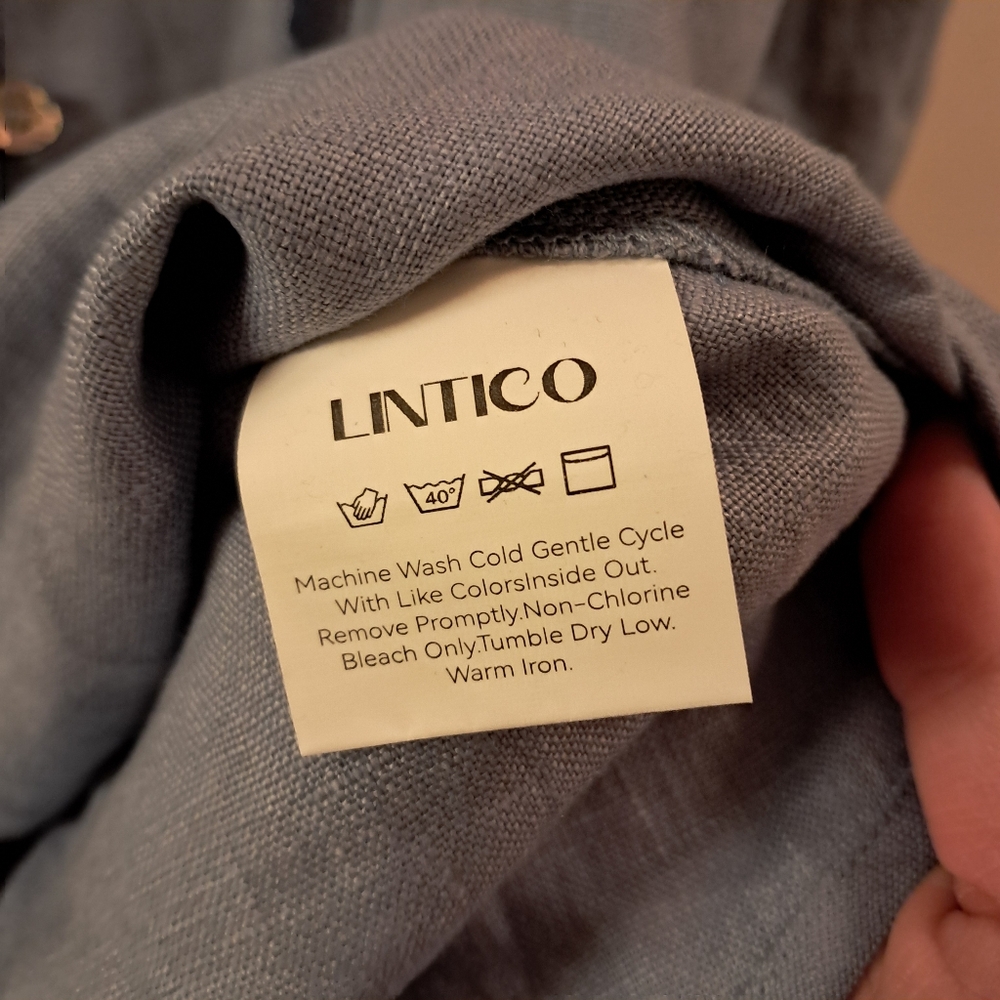 LINTICO
40°
Machine Wash Cold Gentle Cycle
With Like ColorsInside Out.
Remove Promptly.Non-Chlorine
Bleach Only.Tumble Dry Low.
Warm Iron.